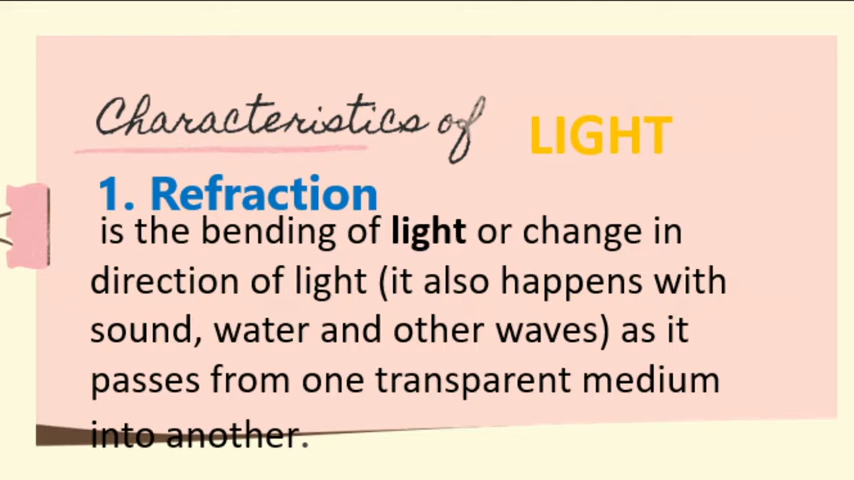 Characteristics of LIGHT
1. Refraction
is the bending of light or change in
direction of light (it also happens with
sound, water and other waves) as it
passes from one transparent medium
into another.